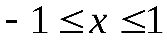 - 1 ≤ x ≤ 1